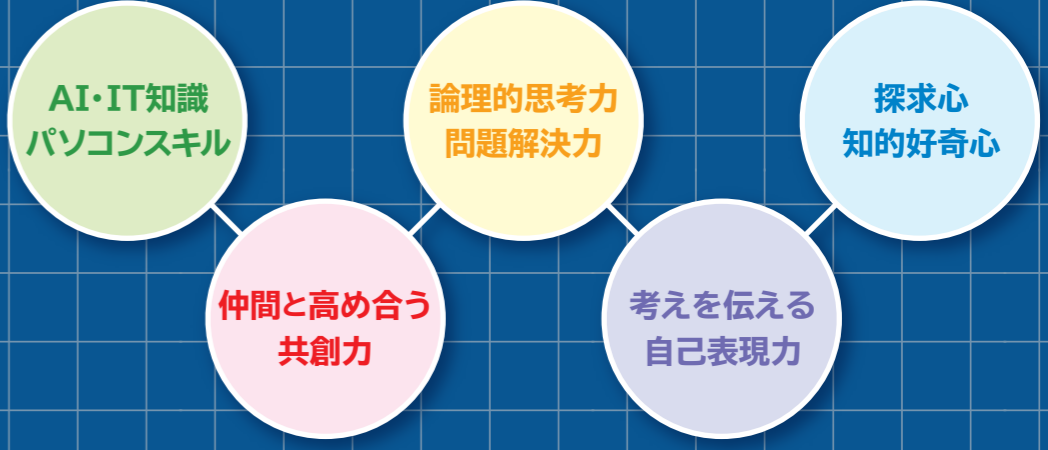 AI・IT知識
パソコンスキル
仲間と高め合う
共創力
論理的思考力
問題解決力
考えを伝える
自己表現力
探求心
知的好奇心